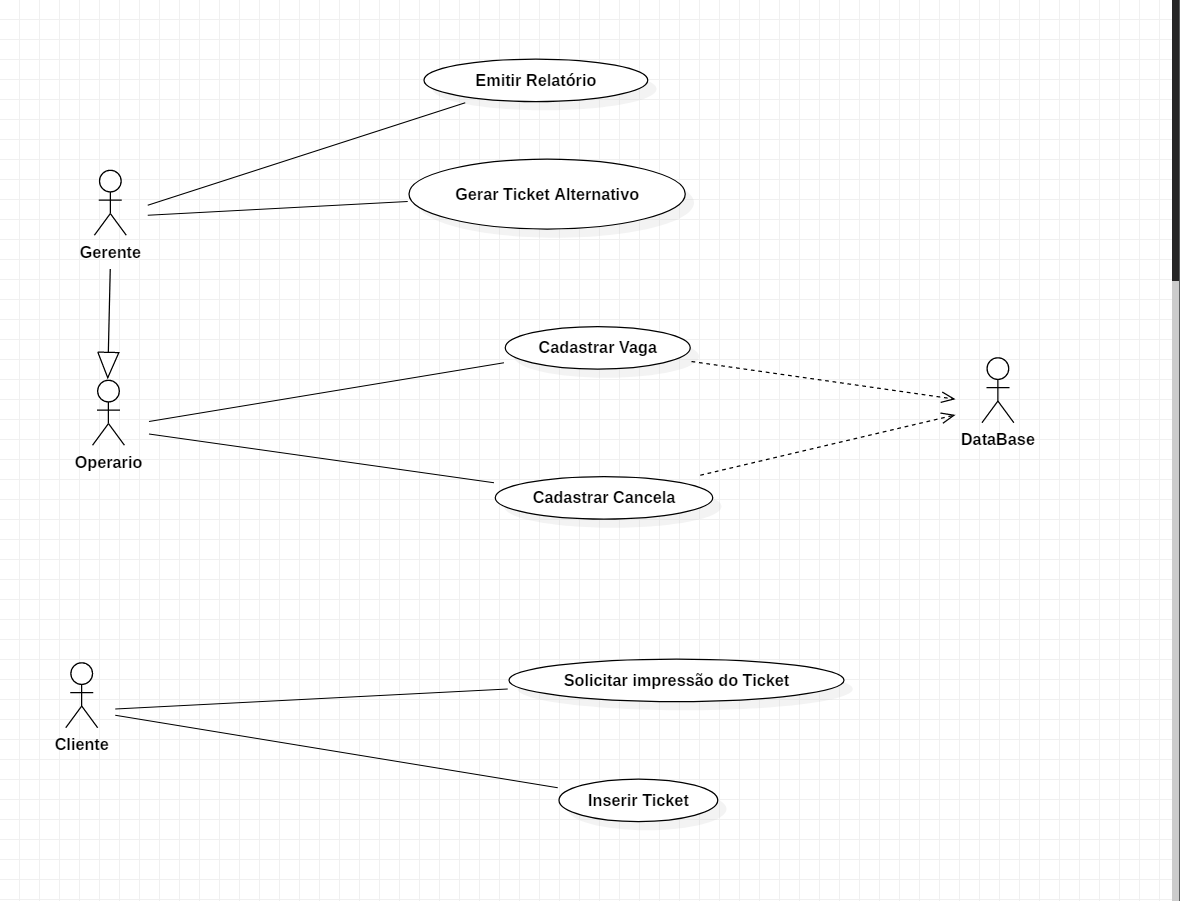 Emitir Relatório
Gerar Ticket Alternativo
Gerente
Cadastrar Vaga
Operario
DataBase
Cadastrar Cancela
Solicitar impressão do Ticket
Cliente
Inserir Ticket